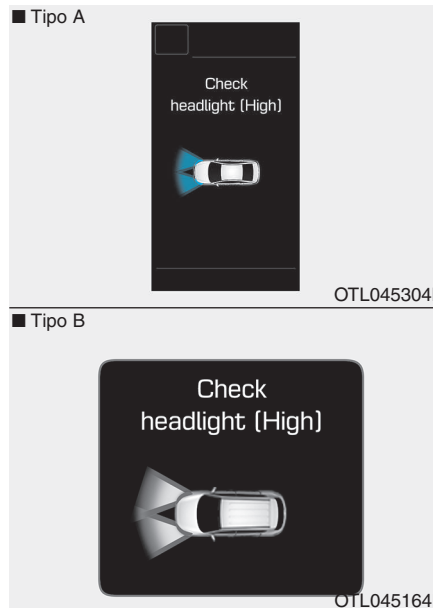 ■ Tipo A
Check
headlight (High)
OTL045304
■ Tipo B
Check
headlight (High)
OTL045164